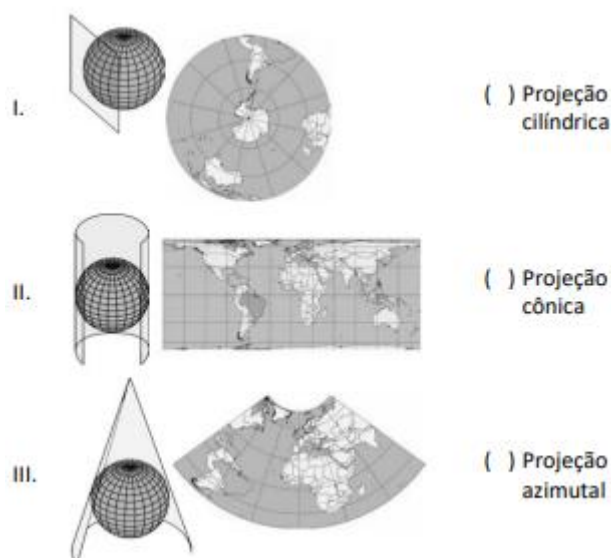 I.
( ) Projeção
cilíndrica
II.
( ) Projeção
cônica
III.
( ) Projeção
azimutal